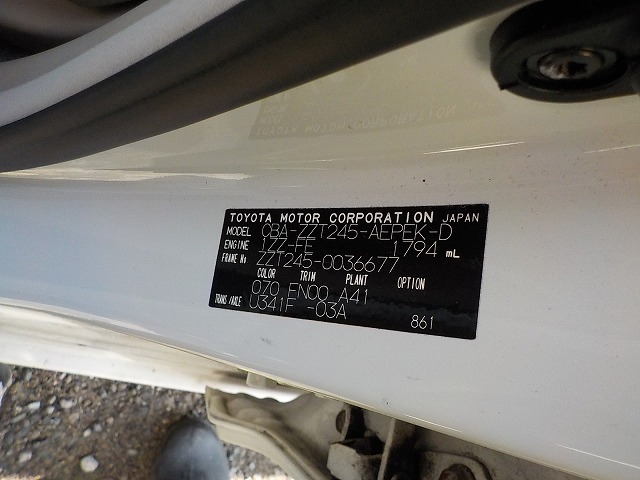 TOYOTA MOTOR CORPORATION JAPAN
MODEL CBA-ZZT245-AEPEK-D
ENGINE 1ZZ-FE 1794 mL
FRAME No ZZT245-0036677
COLOR TRIM PLANT OPTION
070 FN00 A41
TRANS/AXLE U341F -03A
861